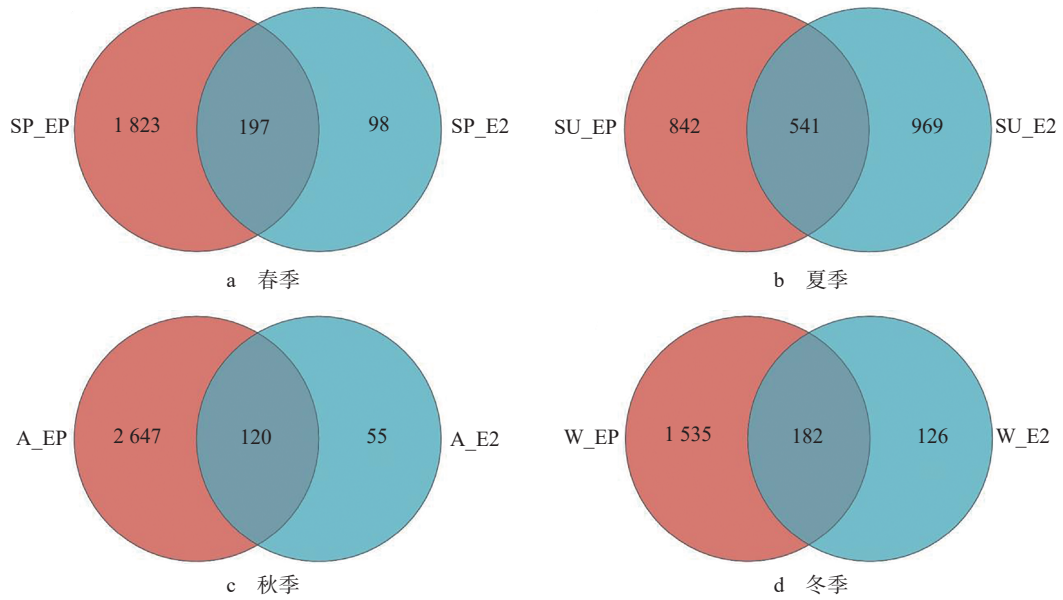 SP_EP 1 823 197 98 SP_E2
a 春季
SU_EP 842 541 969 SU_E2
b 夏季
A_EP 2 647 120 55 A_E2
c 秋季
W_EP 1 535 182 126 W_E2
d 冬季